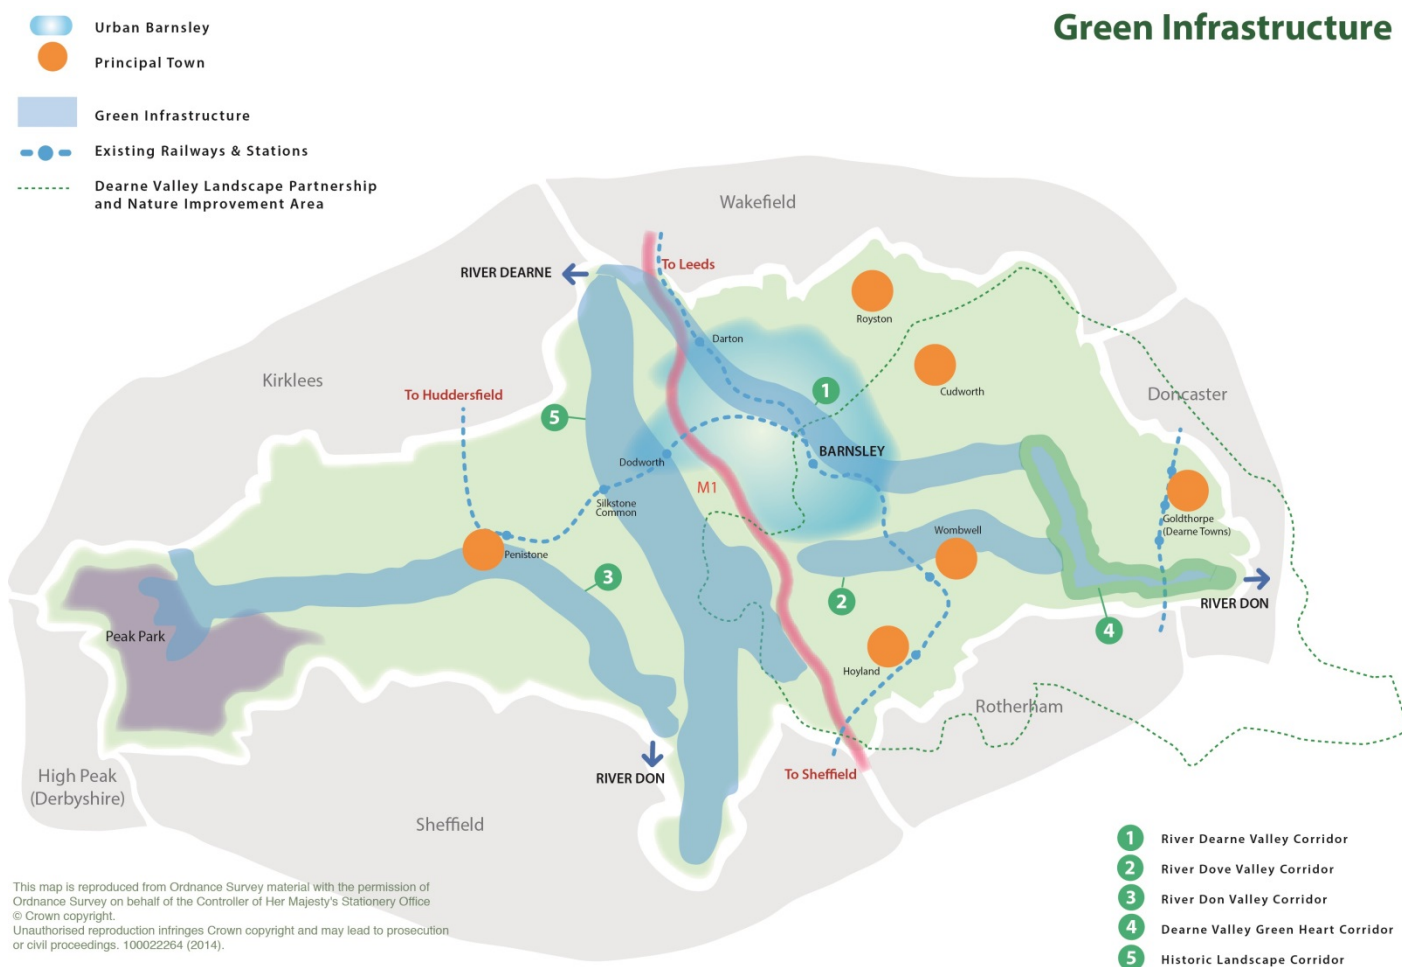 Green Infrastructure
Urban Barnsley
Principal Town
Green Infrastructure
Existing Railways & Stations
Dearne Valley Landscape Partnership
and Nature Improvement Area
Wakefield
RIVER DEARNE
To Leeds
Royston
Darton
Kirklees
Cudworth
Doncaster
To Huddersfield
1
5
BARNSLEY
Dodworth
M1
Silkstone
Common
Goldthorpe
(Dearne Towns)
Wombwell
Penistone
3
2
RIVER DON
4
Peak Park
Hoyland
Rotherham
RIVER DON
To Sheffield
High Peak
(Derbyshire)
Sheffield
1 River Dearne Valley Corridor
2 River Dove Valley Corridor
3 River Don Valley Corridor
4 Dearne Valley Green Heart Corridor
5 Historic Landscape Corridor
This map is reproduced from Ordnance Survey material with the permission of
Ordnance Survey on behalf of the Controller of Her Majesty's Stationery Office
© Crown copyright.
Unauthorised reproduction infringes Crown copyright and may lead to prosecution
or civil proceedings. 100022264 (2014).